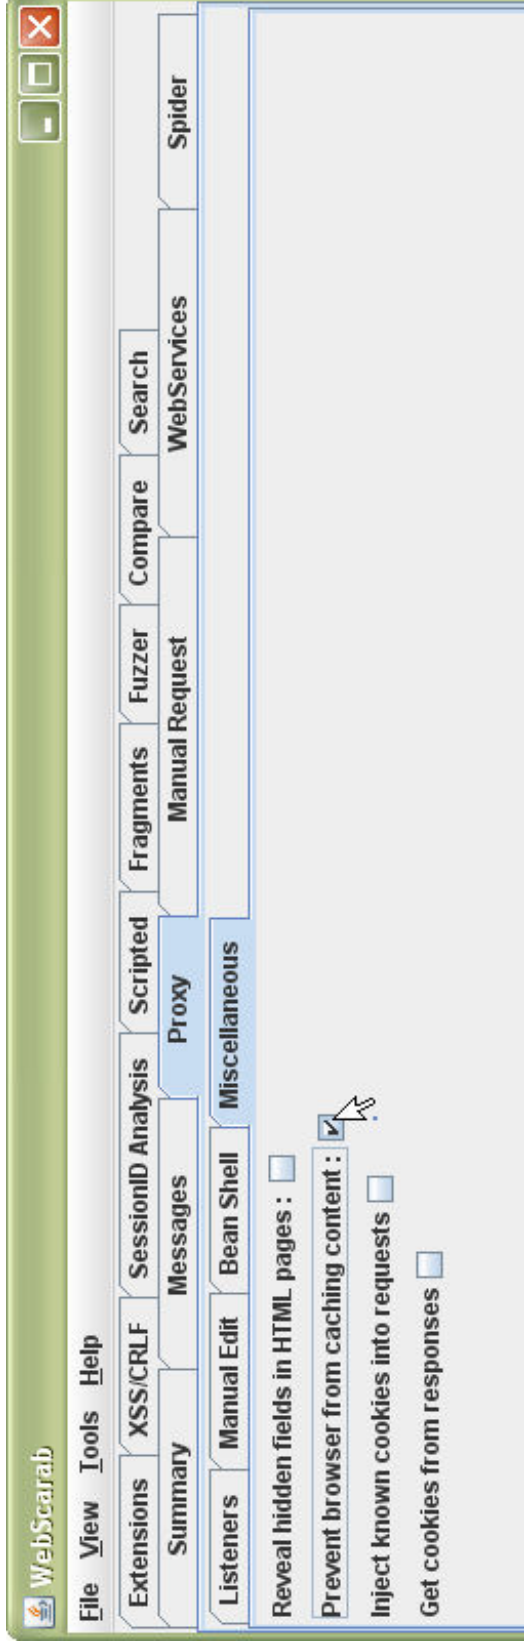 WebScarab
File View Tools Help
Extensions XSS/CRLF SessionID Analysis Scripted Fragments Fuzzer Compare Search
Summary Messages Proxy Manual Request WebServices Spider
Listeners Manual Edit Bean Shell Miscellaneous
Reveal hidden fields in HTML pages :
Prevent browser from caching content :
Inject known cookies into requests
Get cookies from responses